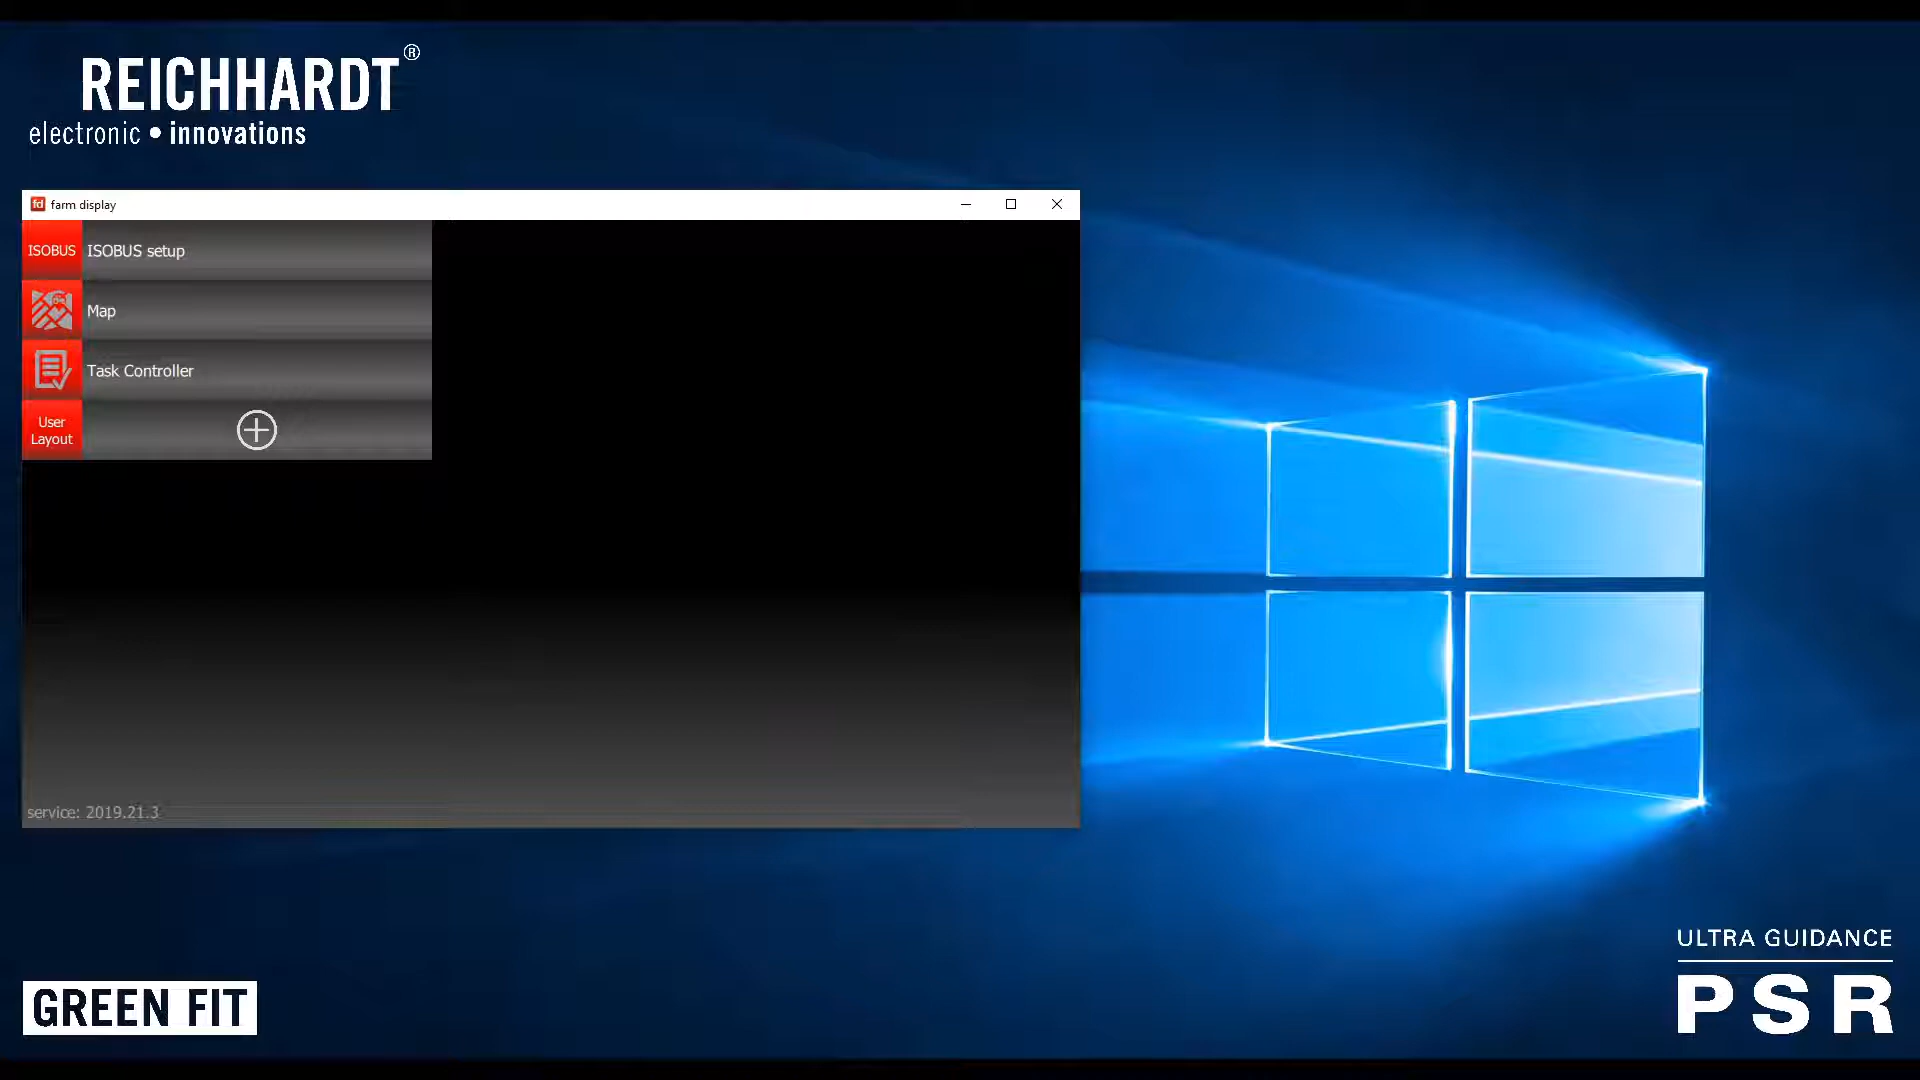 REICHHARDT®
electronic • innovations
fd farm display
ISOBUS ISOBUS setup
Map
Task Controller
User
Layout
service: 2019.21.3
ULTRA GUIDANCE
PSR
GREEN FIT